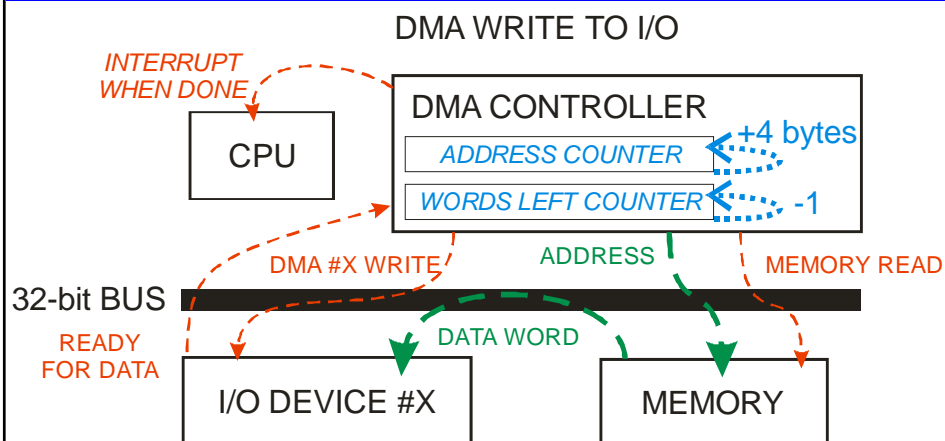 DMA WRITE TO I/O
INTERRUPT
WHEN DONE
DMA CONTROLLER
CPU
ADDRESS COUNTER
+4 bytes
WORDS LEFT COUNTER
-1
DMA #X WRITE
ADDRESS
MEMORY READ
32-bit BUS
READY
FOR DATA
DATA WORD
I/O DEVICE #X
MEMORY